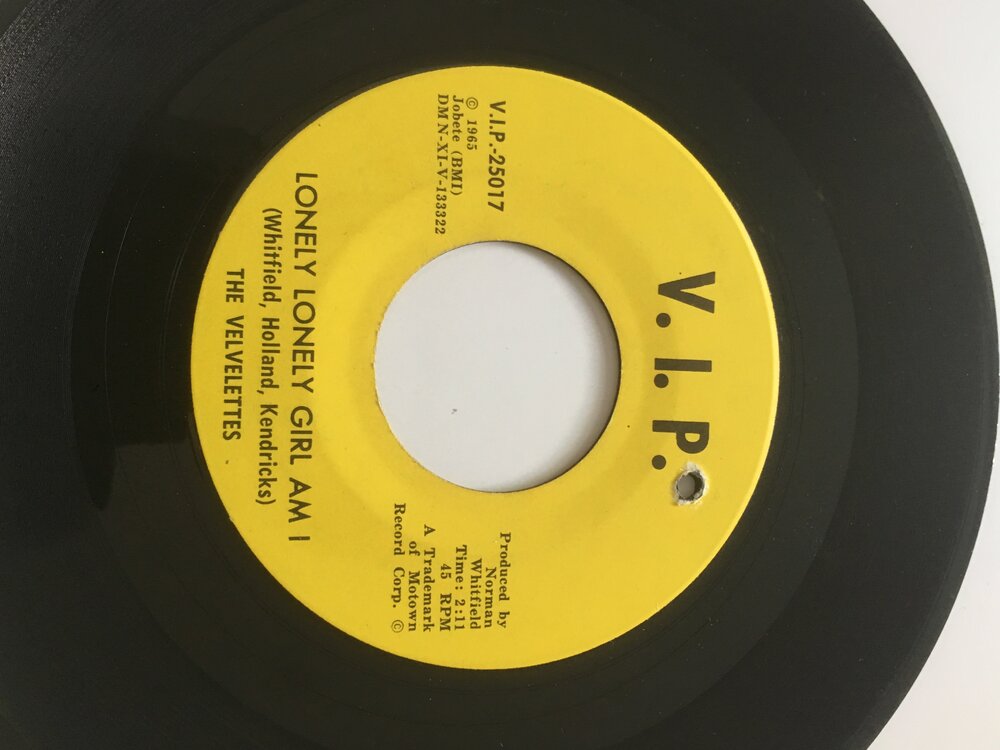 V. I. P.
V.I.P.-25017
© 1965
Jobete (BMI)
DM N-XI-V-133322
Produced by
Norman
Whitfield
Time: 2:11
45 RPM
A Trademark
of Motown
Record Corp. ©
LONELY LONELY GIRL AM I
(Whitfield, Holland, Kendricks)
THE VELVELETTES